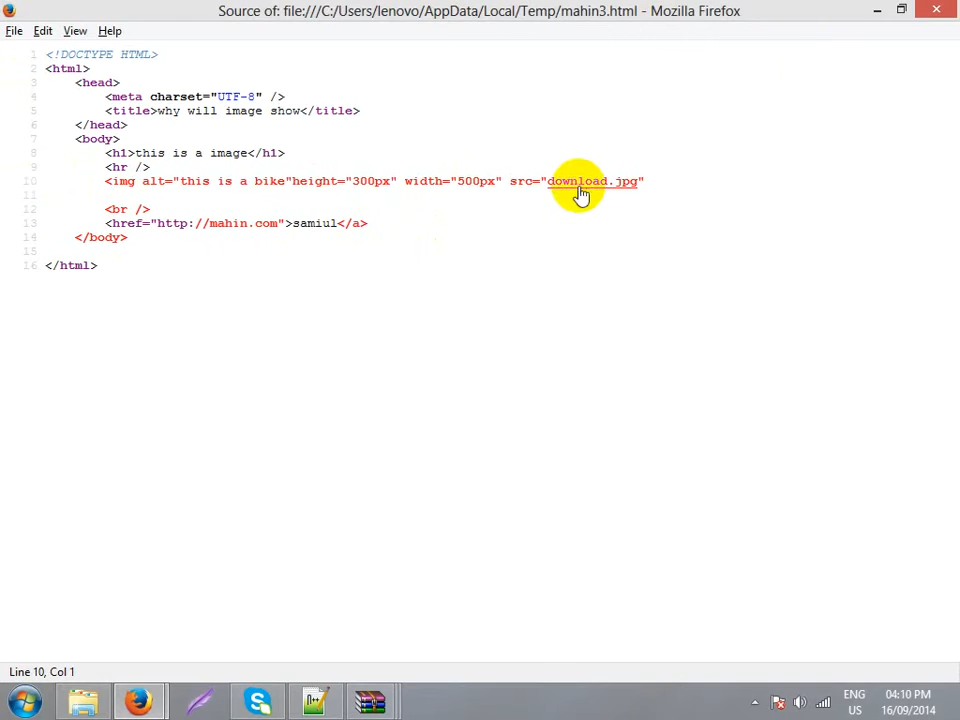 Source of: file:///C:/Users/lenovo/AppData/Local/Temp/mahin3.html - Mozilla Firefox
File Edit View Help
1 <!DOCTYPE HTML>
2 <html>
3 <head>
4 <meta charset="UTF-8" />
5 <title>why will image show</title>
6 </head>
7 <body>
8 <h1>this is a image</h1>
9 <hr />
10 <img alt="this is a bike"height="300px" width="500px" src="download.jpg"
11
12 <br />
13 <href="http://mahin.com">samiul</a>
14 </body>
15
16 </html>
Line 10, Col 1
ENG 04:10 PM
US 16/09/2014